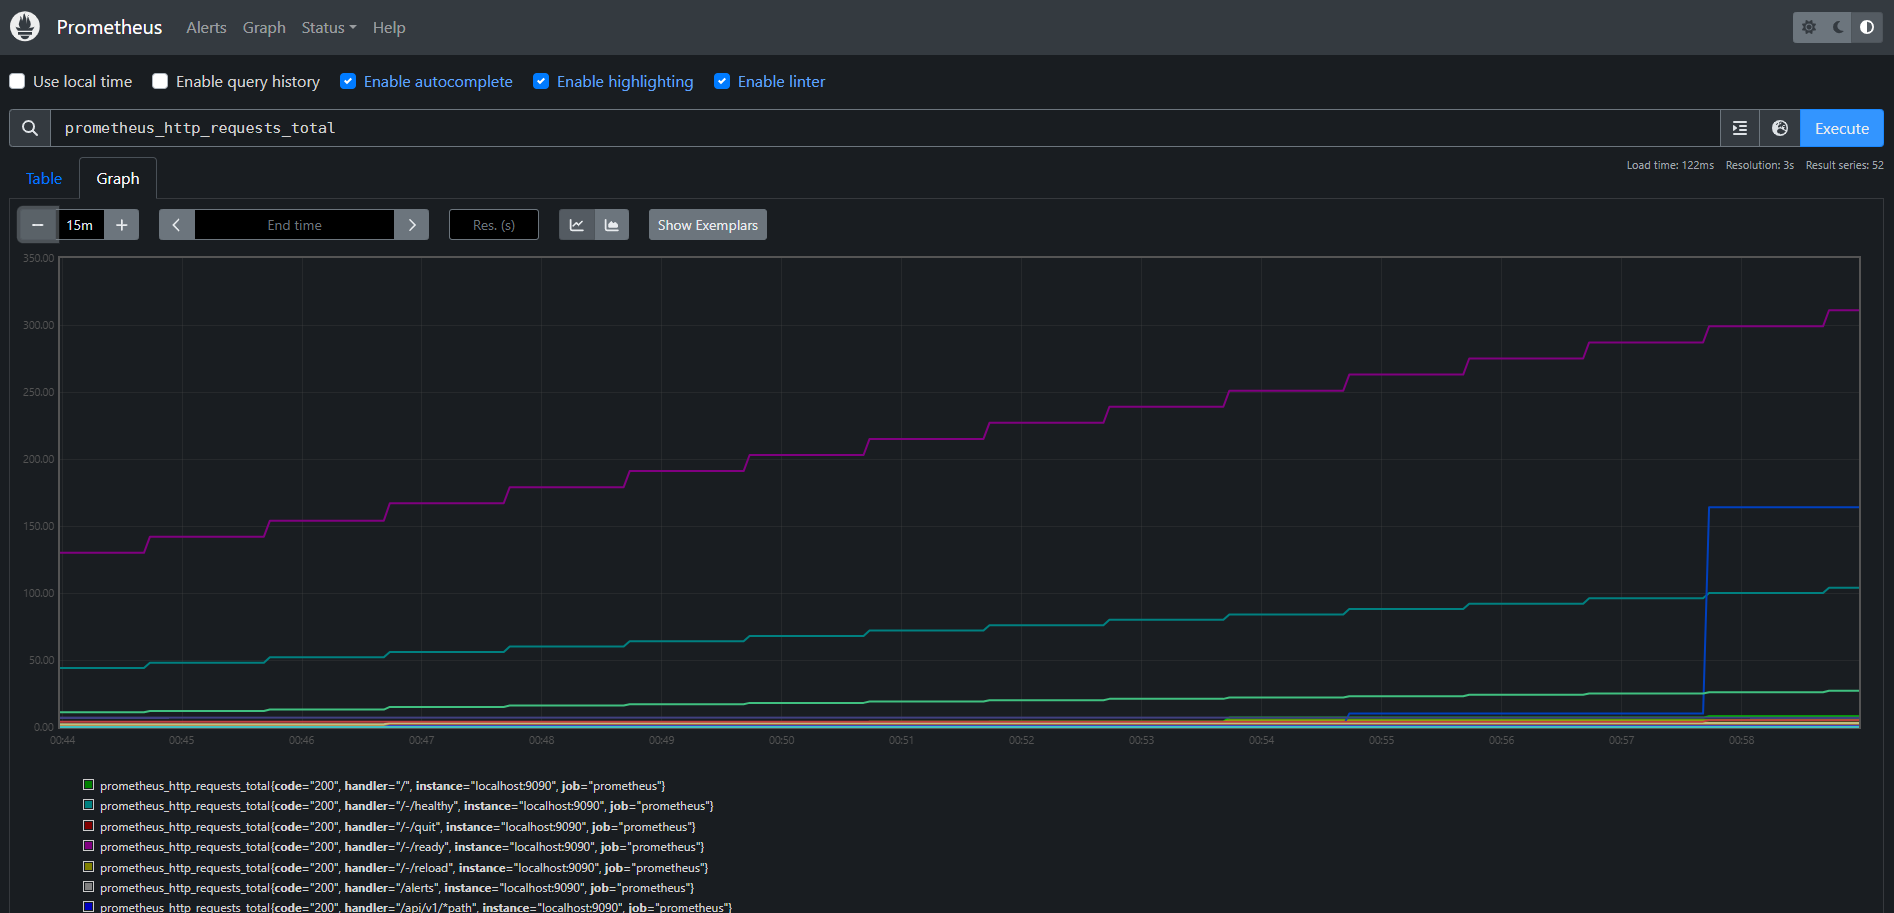 Prometheus Alerts Graph Status Help
Use local time Enable query history Enable autocomplete Enable highlighting Enable linter
prometheus_http_requests_total Execute
Table Graph Load time: 122ms Resolution: 3s Result series: 52
15m End time Res. (s) Show Exemplars
350.00
300.00
250.00
200.00
150.00
100.00
50.00
0.00
00:44 00:45 00:46 00:47 00:48 00:49 00:50 00:51 00:52 00:53 00:54 00:55 00:56 00:57 00:58
prometheus_http_requests_total{code="200", handler="/", instance="localhost:9090", job="prometheus"}
prometheus_http_requests_total{code="200", handler="/-/healthy", instance="localhost:9090", job="prometheus"}
prometheus_http_requests_total{code="200", handler="/-/quit", instance="localhost:9090", job="prometheus"}
prometheus_http_requests_total{code="200", handler="/-/ready", instance="localhost:9090", job="prometheus"}
prometheus_http_requests_total{code="200", handler="/-/reload", instance="localhost:9090", job="prometheus"}
prometheus_http_requests_total{code="200", handler="/alerts", instance="localhost:9090", job="prometheus"}
prometheus_http_requests_total{code="200", handler="/api/v1/*path", instance="localhost:9090", job="prometheus"}